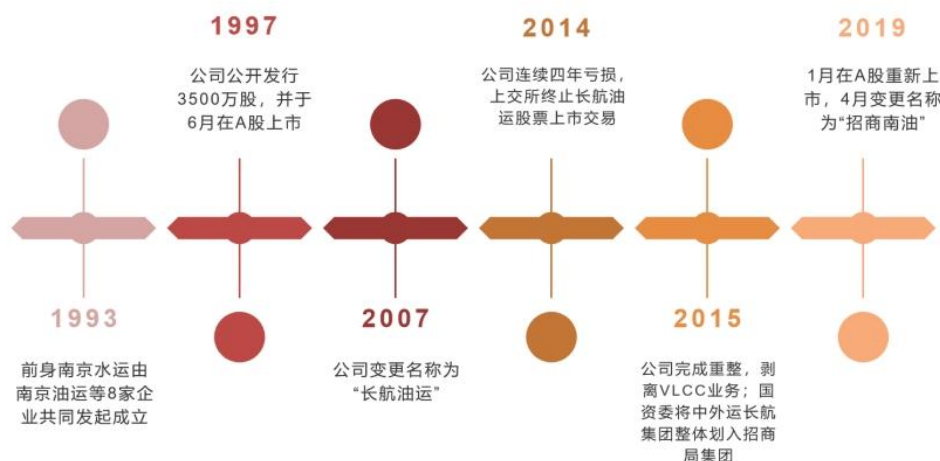 1993
前身南京水运由
南京油运等8家企
业共同发起成立
1997
公司公开发行
3500万股，并于
6月在A股上市
2007
公司变更名称为
“长航油运”
2014
公司连续四年亏损，
上交所终止长航油
运股票上市交易
2015
公司完成重整，剥
离VLCC业务；国
资委将中外运长航
集团整体划入招商
局集团
2019
1月在A股重新上
市，4月变更名称
为“招商南油”